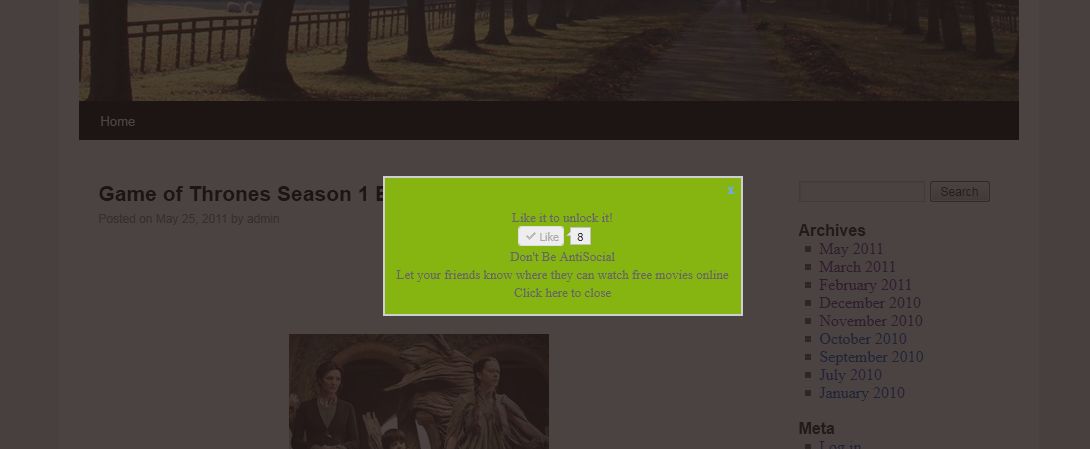 Home
Game of Thrones Season 1
Posted on May 25, 2011 by admin
x
Like it to unlock it!
Like 8
Don't Be AntiSocial
Let your friends know where they can watch free movies online
Click here to close
Search
Archives
May 2011
March 2011
February 2011
December 2010
November 2010
October 2010
September 2010
July 2010
January 2010
Meta
Log in